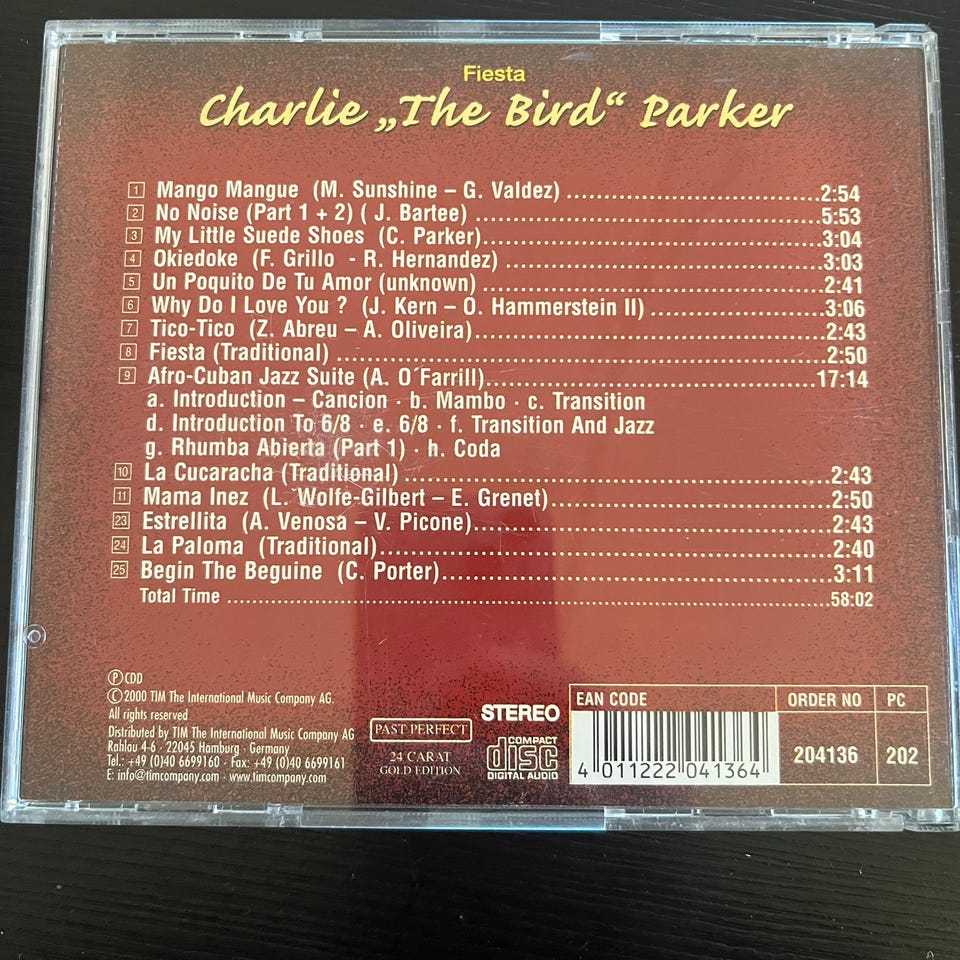 Fiesta
Charlie „The Bird“ Parker
1 Mango Mangue (M. Sunshine – G. Valdez) 2:54
2 No Noise (Part 1 + 2) ( J. Bartee) 5:53
3 My Little Suede Shoes (C. Parker) 3:04
4 Okiedoke (F. Grillo - R. Hernandez) 3:03
5 Un Poquito De Tu Amor (unknown) 2:41
6 Why Do I Love You ? (J. Kern – O. Hammerstein II) 3:06
7 Tico-Tico (Z. Abreu – A. Oliveira) 2:43
8 Fiesta (Traditional) 2:50
9 Afro-Cuban Jazz Suite (A. O´Farrill) 17:14
a. Introduction – Cancion · b. Mambo · c. Transition
d. Introduction To 6/8 · e. 6/8 · f. Transition And Jazz
g. Rhumba Abierta (Part 1) · h. Coda
10 La Cucaracha (Traditional) 2:43
11 Mama Inez (L. Wolfe-Gilbert – E. Grenet) 2:50
23 Estrellita (A. Venosa – V. Picone) 2:43
24 La Paloma (Traditional) 2:40
25 Begin The Beguine (C. Porter) 3:11
Total Time 58:02
Ⓟ CDD
© 2000 TIM The International Music Company AG.
All rights reserved
Distributed by TIM The International Music Company AG
Rahlau 4-6 · 22045 Hamburg · Germany
Tel.: +49 (0)40 6699160 · Fax: +49 (0)40 6699161
E: info@timcompany.com · www.timcompany.com
PAST PERFECT
24 CARAT
GOLD EDITION
STEREO
COMPACT
disc
DIGITAL AUDIO
EAN CODE
4 011222 041364
ORDER NO
204136
PC
202